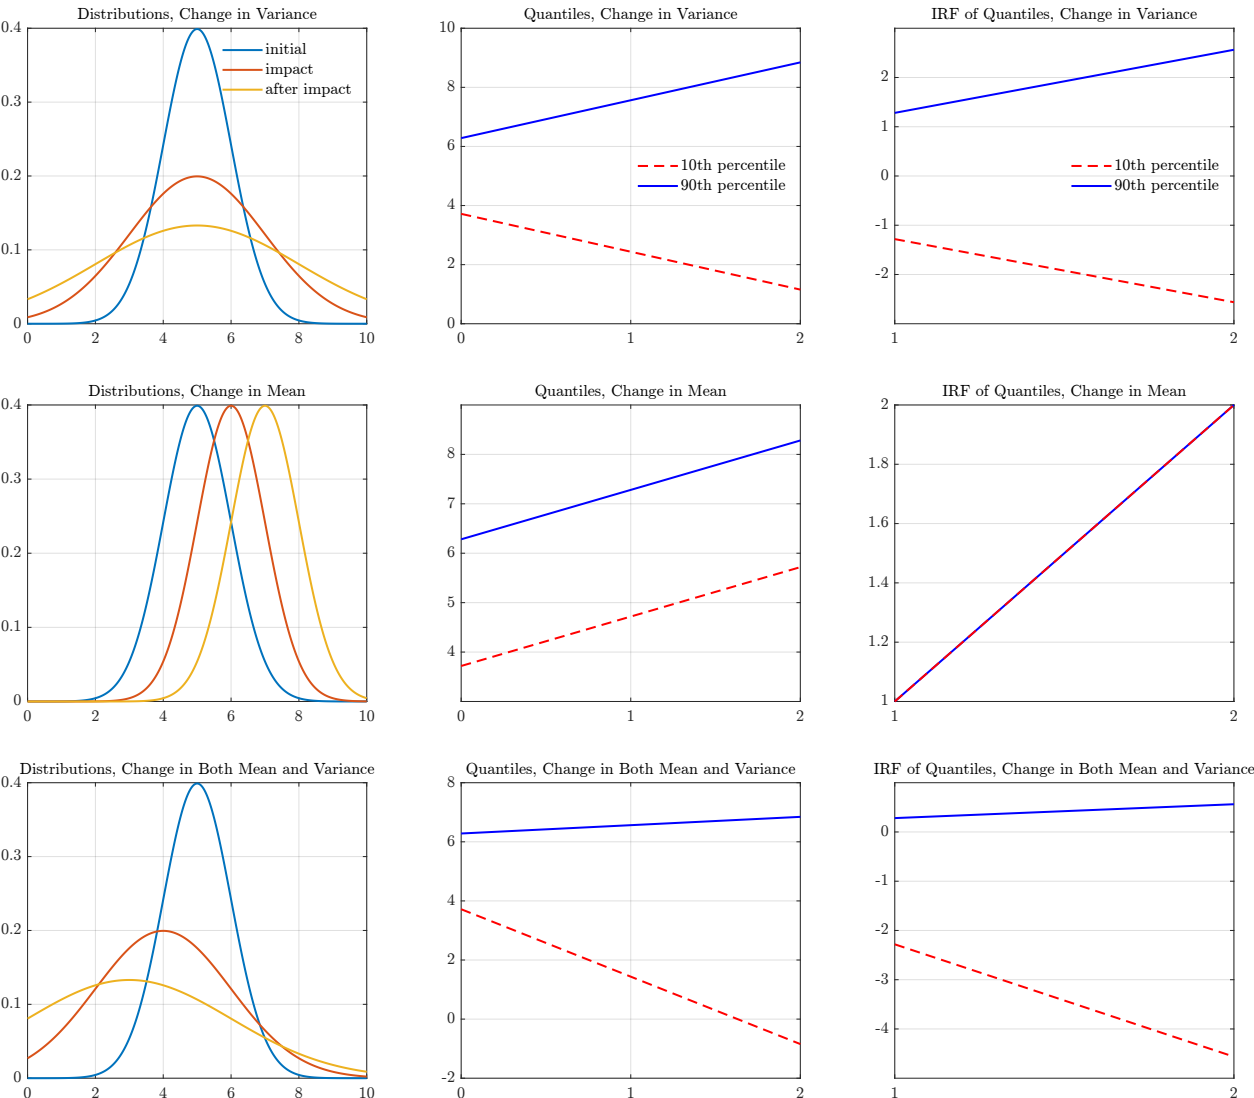 Distributions, Change in Variance
0.4
0.3
0.2
0.1
0
0 2 4 6 8 10
initial
impact
after impact
Quantiles, Change in Variance
10
8
6
4
2
0
0 1 2
10th percentile
90th percentile
IRF of Quantiles, Change in Variance
2
1
0
-1
-2
1 2
10th percentile
90th percentile
Distributions, Change in Mean
0.4
0.3
0.2
0.1
0
0 2 4 6 8 10
Quantiles, Change in Mean
8
7
6
5
4
0 1 2
IRF of Quantiles, Change in Mean
2
1.8
1.6
1.4
1.2
1
1 2
Distributions, Change in Both Mean and Variance
0.4
0.3
0.2
0.1
0
0 2 4 6 8 10
Quantiles, Change in Both Mean and Variance
8
6
4
2
0
-2
0 1 2
IRF of Quantiles, Change in Both Mean and Variance
0
-1
-2
-3
-4
1 2